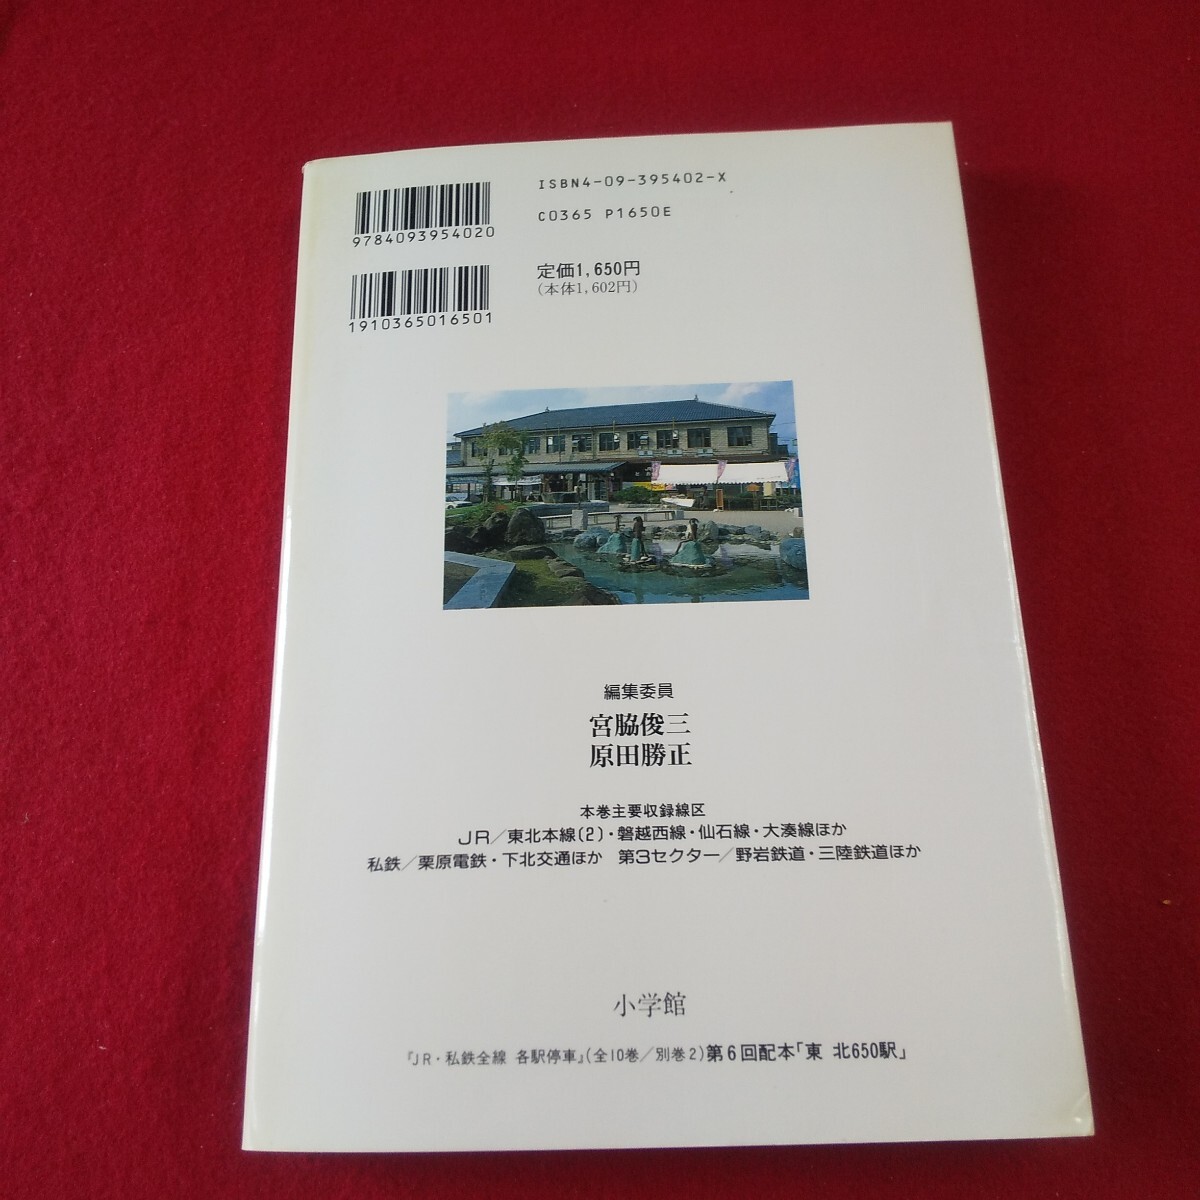 ISBN4-09-395402-X
C0365 P1650E
9784093954020
定価1,650円
(本体1,602円)
1910365016501
編集委員
宮脇俊三
原田勝正
本巻主要収録線区
JR/東北本線(2)・磐越西線・仙石線・大湊線ほか
私鉄/栗原電鉄・下北交通ほか 第3セクター/野岩鉄道・三陸鉄道ほか
小学館
『JR・私鉄全線 各駅停車』(全10巻/別巻2)第6回配本「東 北650駅」